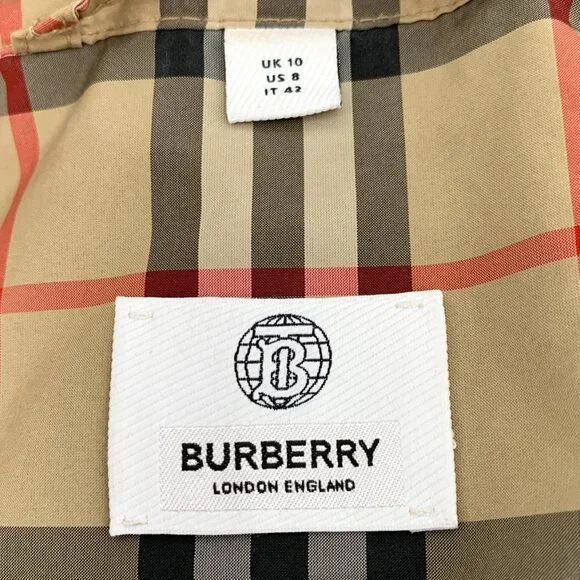 UK 10
US 8
IT 42
B
BURBERRY
LONDON ENGLAND